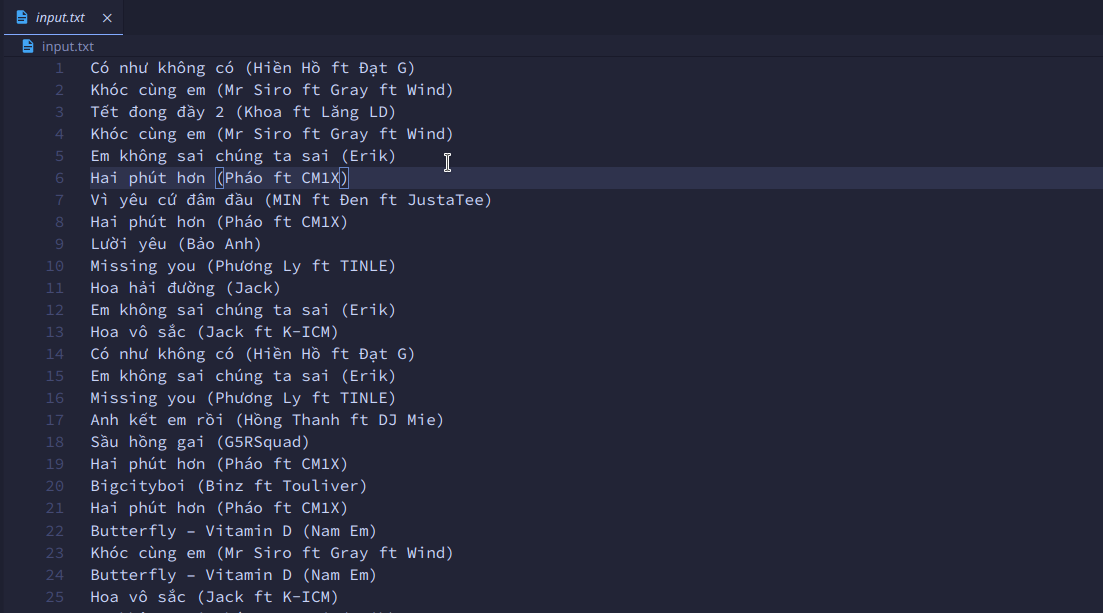 input.txt
input.txt
1 Có như không có (Hiền Hồ ft Đạt G)
2 Khóc cùng em (Mr Siro ft Gray ft Wind)
3 Tết đong đầy 2 (Khoa ft Lăng LD)
4 Khóc cùng em (Mr Siro ft Gray ft Wind)
5 Em không sai chúng ta sai (Erik)
6 Hai phút hơn (Pháo ft CM1X)
7 Vì yêu cứ đâm đầu (MIN ft Đen ft JustaTee)
8 Hai phút hơn (Pháo ft CM1X)
9 Lười yêu (Bảo Anh)
10 Missing you (Phương Ly ft TINLE)
11 Hoa hải đường (Jack)
12 Em không sai chúng ta sai (Erik)
13 Hoa vô sắc (Jack ft K-ICM)
14 Có như không có (Hiền Hồ ft Đạt G)
15 Em không sai chúng ta sai (Erik)
16 Missing you (Phương Ly ft TINLE)
17 Anh kết em rồi (Hồng Thanh ft DJ Mie)
18 Sầu hồng gai (G5RSquad)
19 Hai phút hơn (Pháo ft CM1X)
20 Bigcityboi (Binz ft Touliver)
21 Hai phút hơn (Pháo ft CM1X)
22 Butterfly – Vitamin D (Nam Em)
23 Khóc cùng em (Mr Siro ft Gray ft Wind)
24 Butterfly – Vitamin D (Nam Em)
25 Hoa vô sắc (Jack ft K-ICM)